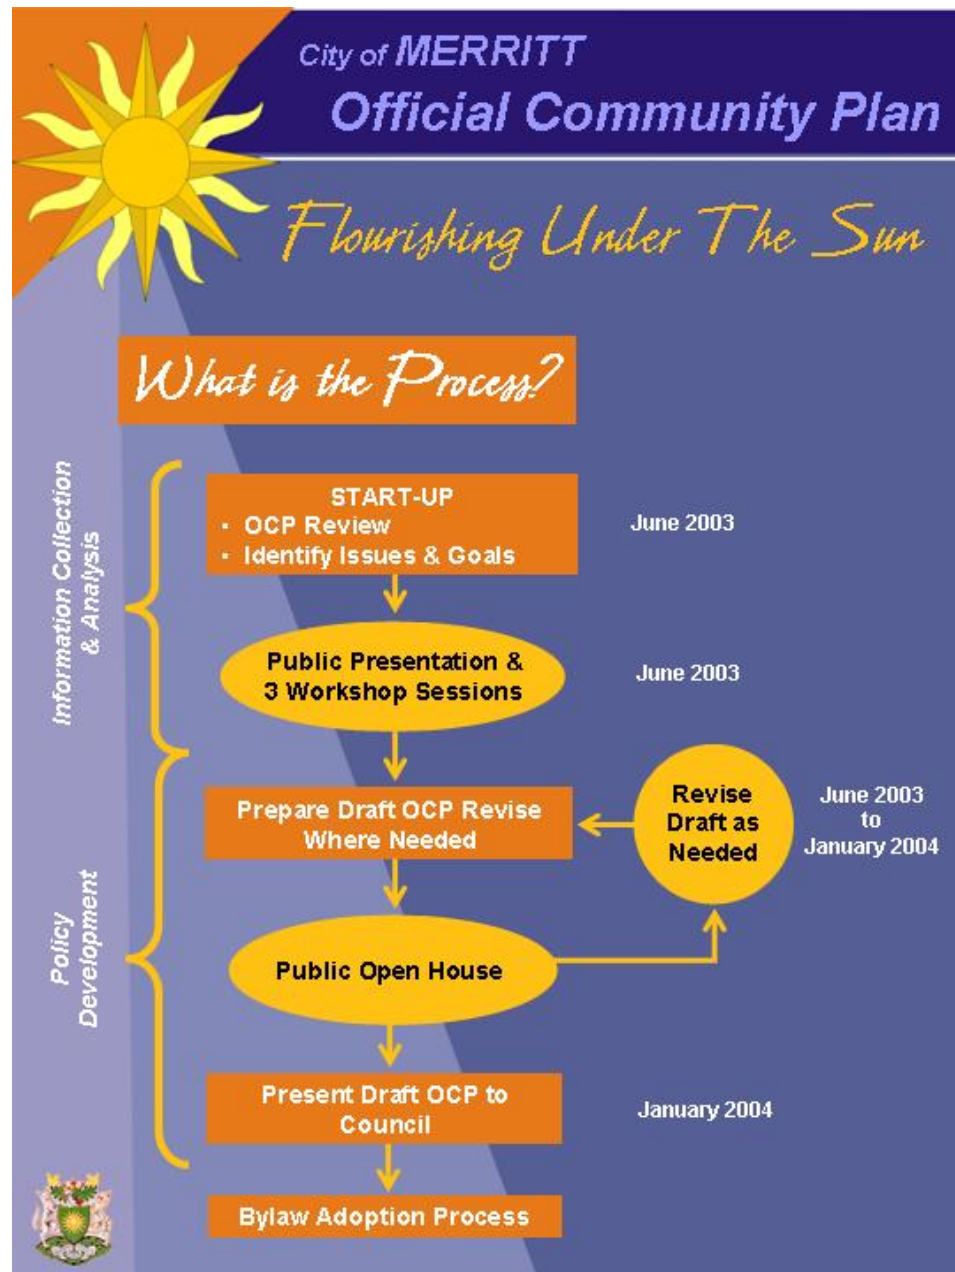 City of MERRITT
Official Community Plan
Flourishing Under The Sun
What is the Process?
Information Collection
& Analysis
START-UP
• OCP Review
• Identify Issues & Goals
June 2003
Public Presentation &
3 Workshop Sessions
June 2003
Prepare Draft OCP Revise
Where Needed
Revise
Draft as
Needed
June 2003
to
January 2004
Policy
Development
Public Open House
Present Draft OCP to
Council
January 2004
Bylaw Adoption Process